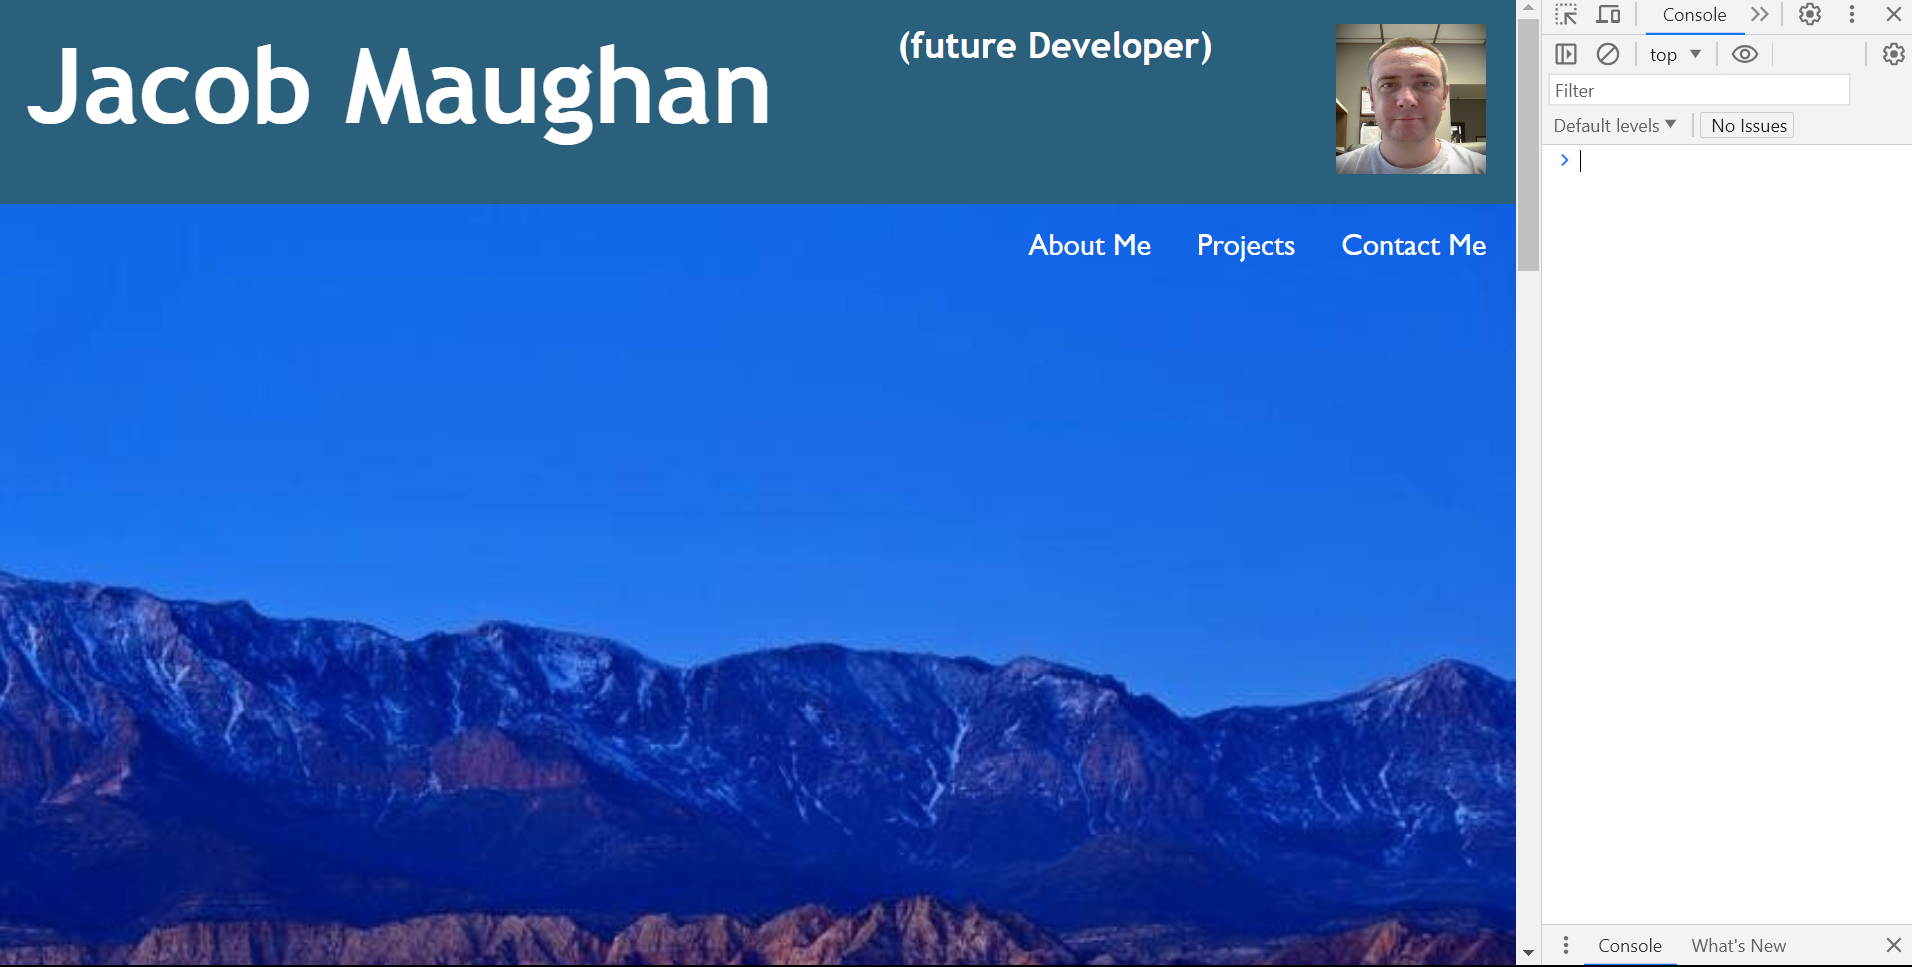 Jacob Maughan
(future Developer)
About Me Projects Contact Me
Console
top
Filter
Default levels
No Issues
Console What's New